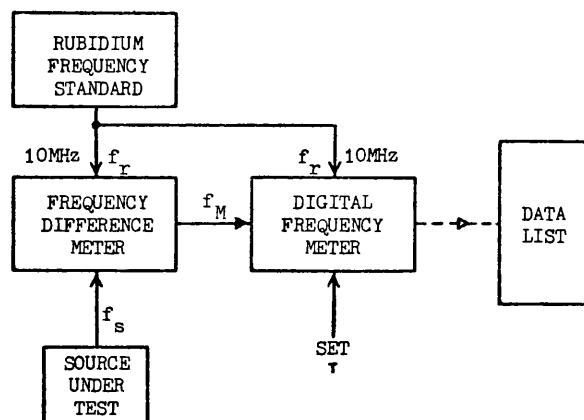 RUBIDIUM
FREQUENCY
STANDARD
10MHz f_r
f_r 10MHz
FREQUENCY
DIFFERENCE
METER
f_M
DIGITAL
FREQUENCY
METER
DATA
LIST
f_s
SET
τ
SOURCE
UNDER
TEST